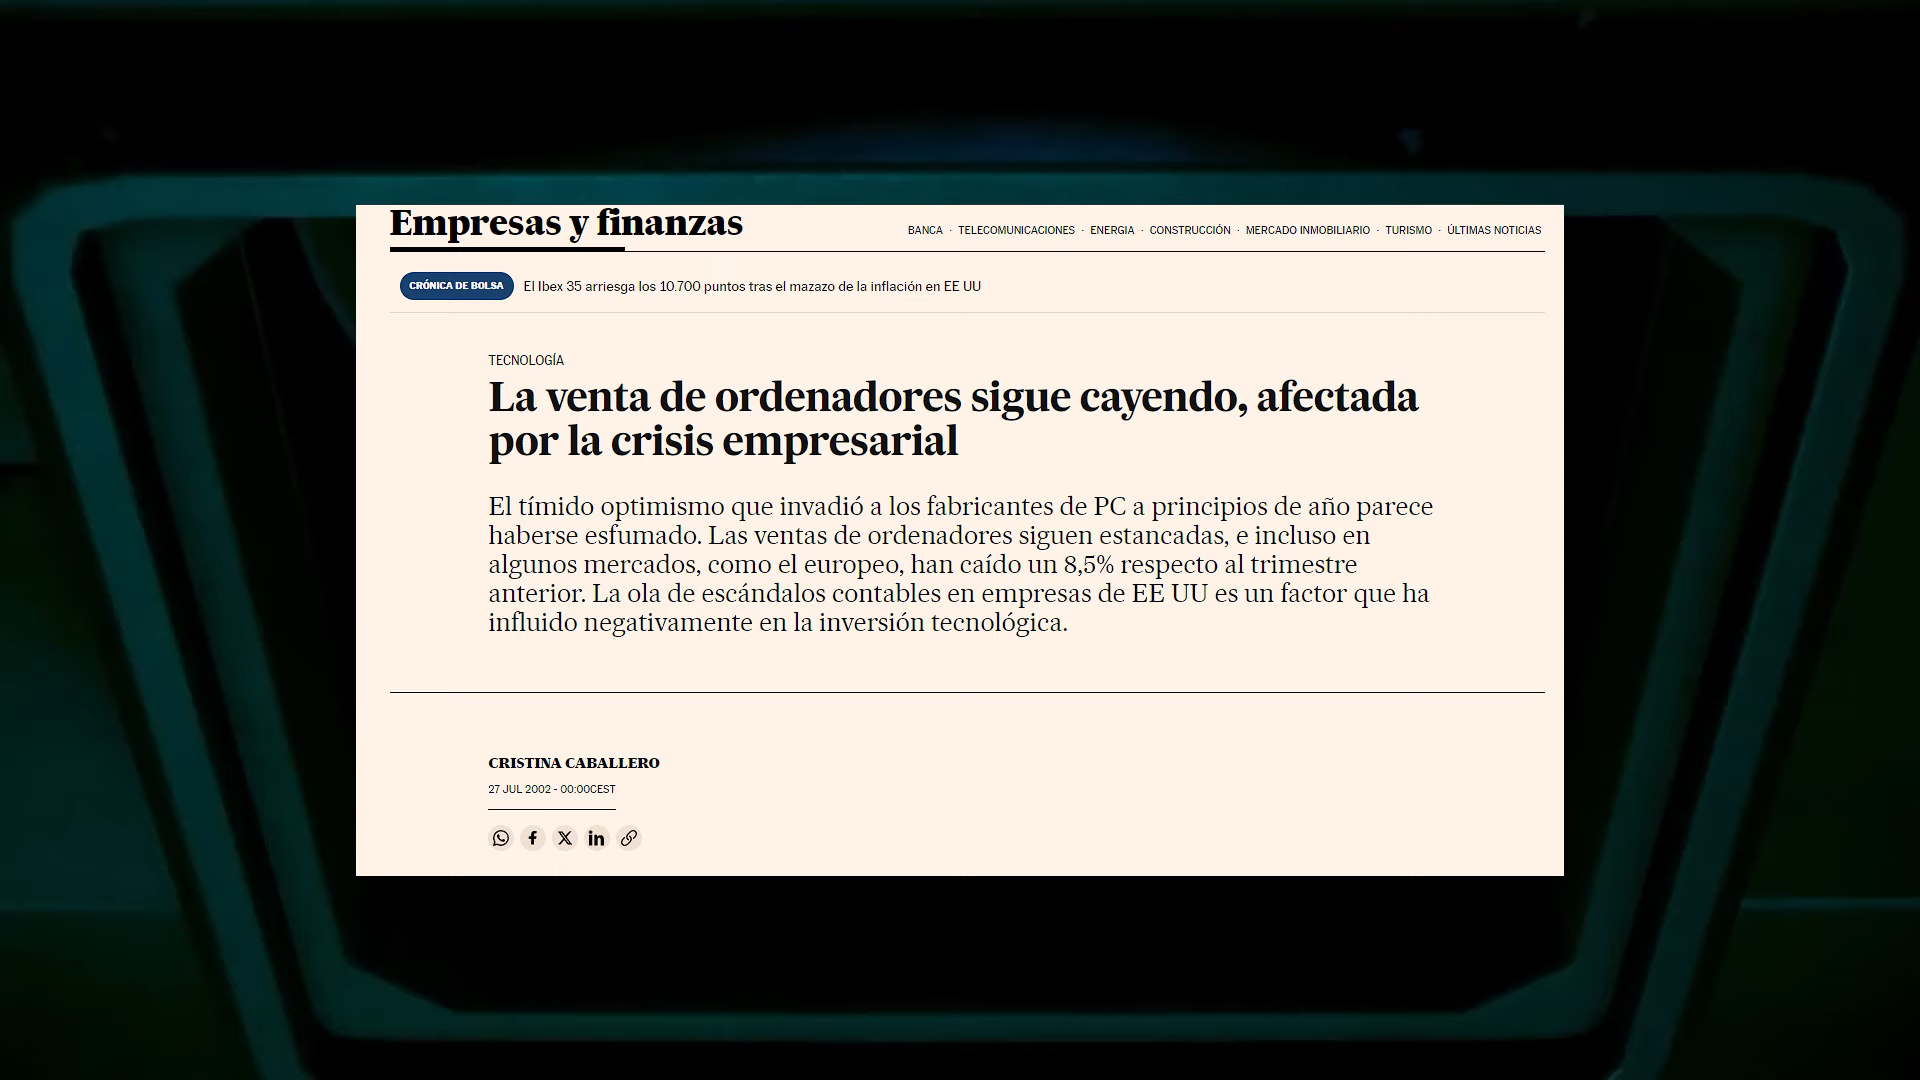 Empresas y finanzas
BANCA · TELECOMUNICACIONES · ENERGIA · CONSTRUCCIÓN · MERCADO INMOBILIARIO · TURISMO · ÚLTIMAS NOTICIAS
CRÓNICA DE BOLSA El Ibex 35 arriesga los 10.700 puntos tras el mazazo de la inflación en EE UU
TECNOLOGÍA
La venta de ordenadores sigue cayendo, afectada
por la crisis empresarial
El tímido optimismo que invadió a los fabricantes de PC a principios de año parece
haberse esfumado. Las ventas de ordenadores siguen estancadas, e incluso en
algunos mercados, como el europeo, han caído un 8,5% respecto al trimestre
anterior. La ola de escándalos contables en empresas de EE UU es un factor que ha
influido negativamente en la inversión tecnológica.
CRISTINA CABALLERO
27 JUL 2002 - 00:00CEST